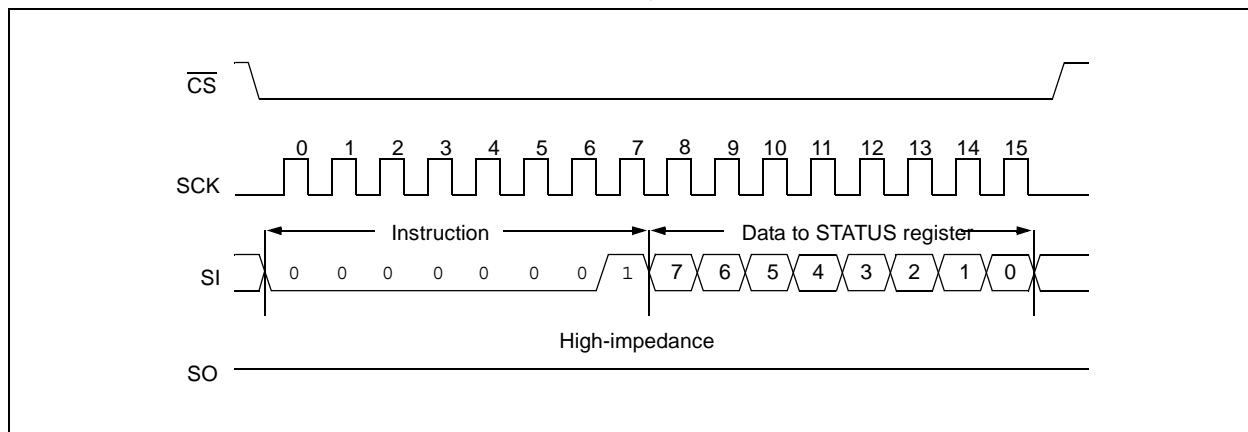 CS
0 1 2 3 4 5 6 7 8 9 10 11 12 13 14 15
SCK
Instruction Data to STATUS register
SI 0 0 0 0 0 0 0 1 7 6 5 4 3 2 1 0
High-impedance
SO